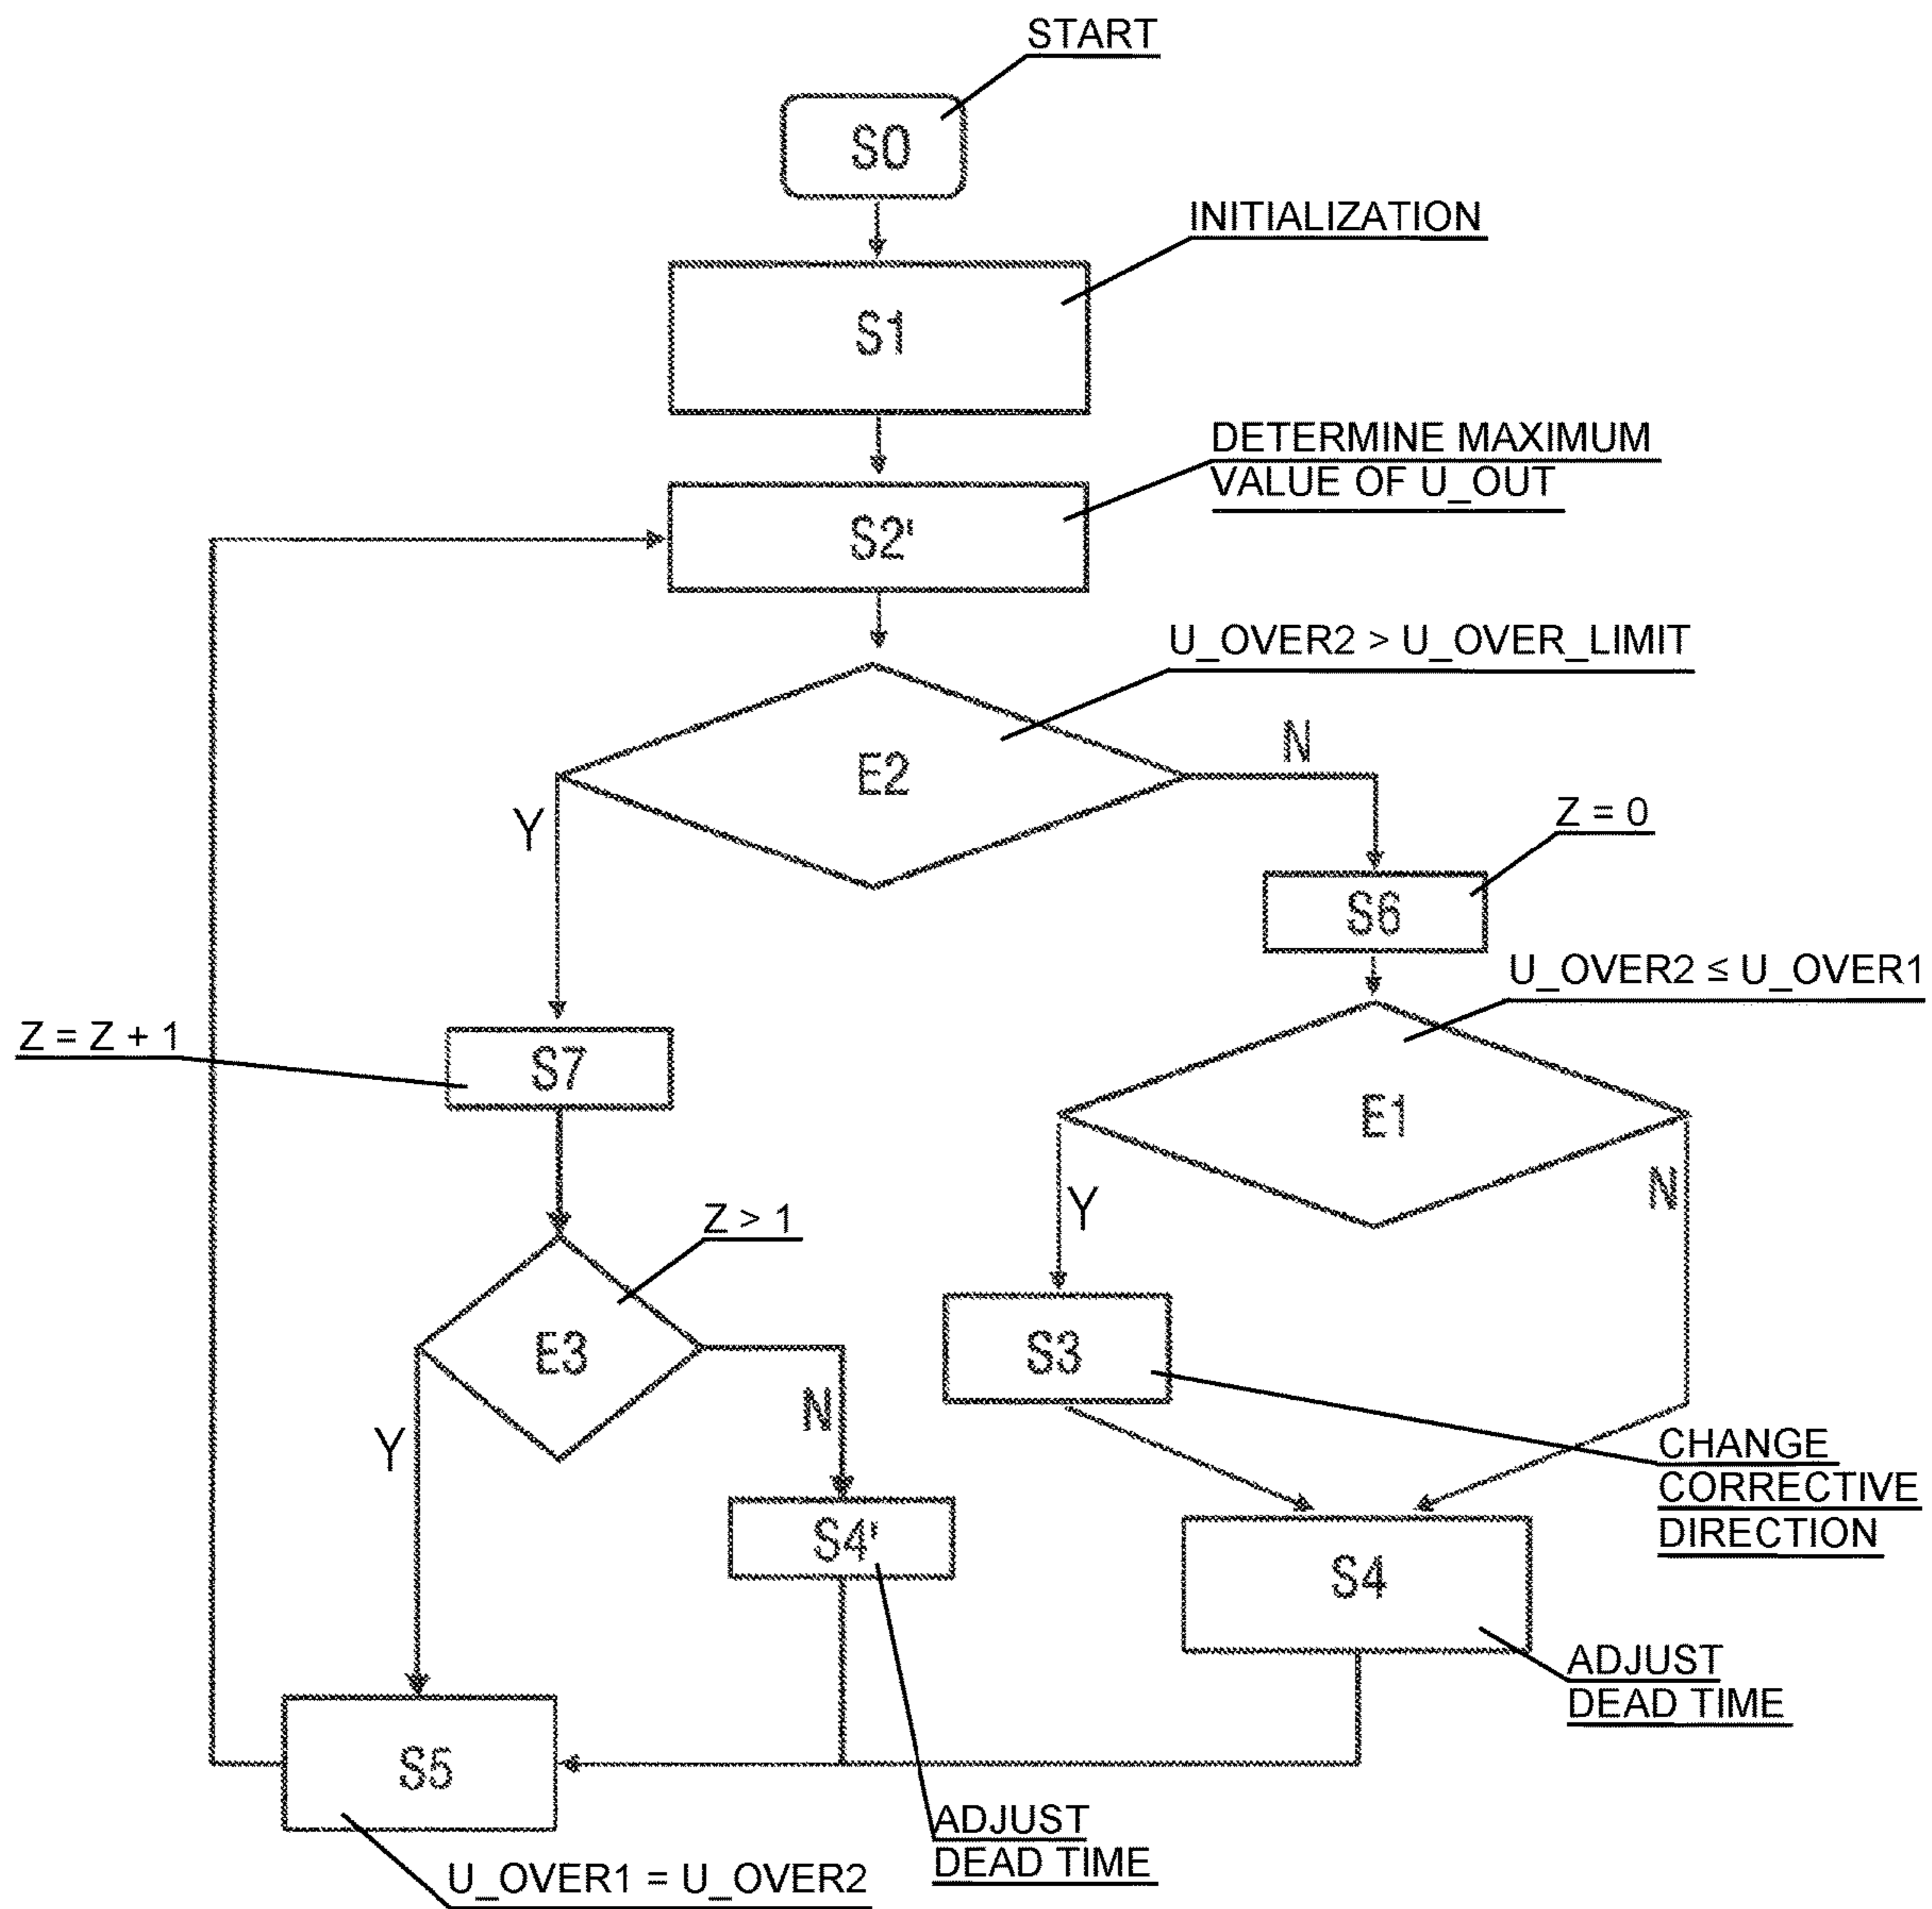 START
S0
INITIALIZATION
S1
DETERMINE MAXIMUM
VALUE OF U_OUT
S2'
U_OVER2 > U_OVER_LIMIT
E2
N
Y
Z = 0
S6
U_OVER2 ≤ U_OVER1
Z = Z + 1
S7
E1
Y
N
Z > 1
E3
S3
N
Y
CHANGE
CORRECTIVE
DIRECTION
S4'
S4
ADJUST
DEAD TIME
S5
ADJUST
DEAD TIME
U_OVER1 = U_OVER2